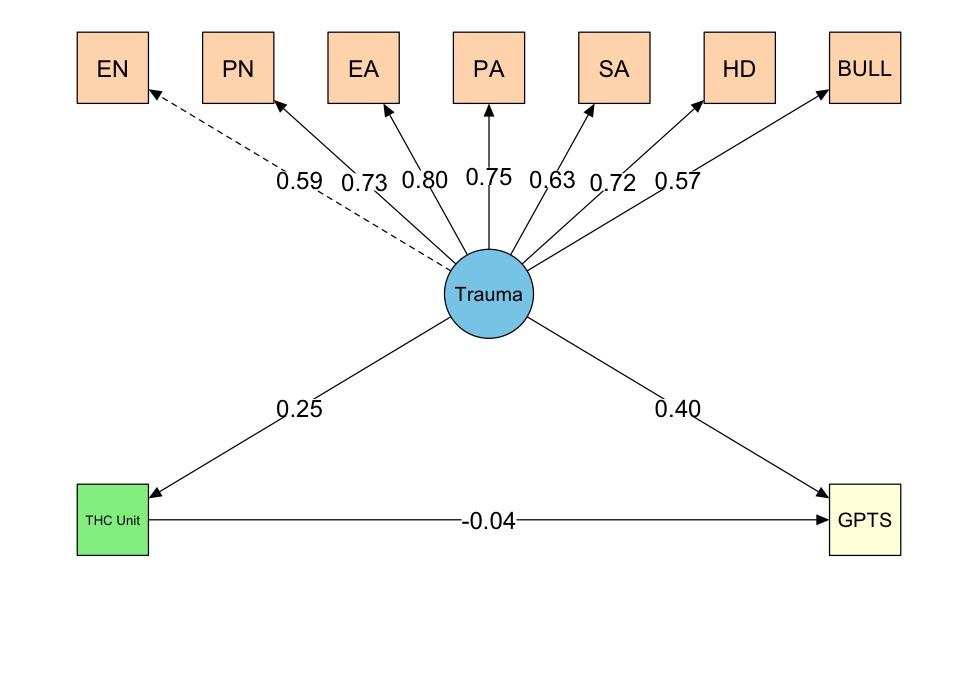 EN PN EA PA SA HD BULL
0.59 0.73 0.80 0.75 0.63 0.72 0.57
Trauma
0.25 0.40
THC Unit -0.04 GPTS